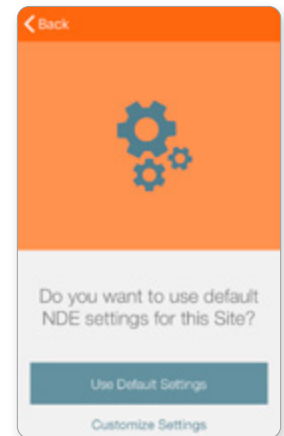 Back
Do you want to use default
NDE settings for this Site?
Use Default Settings
Customize Settings